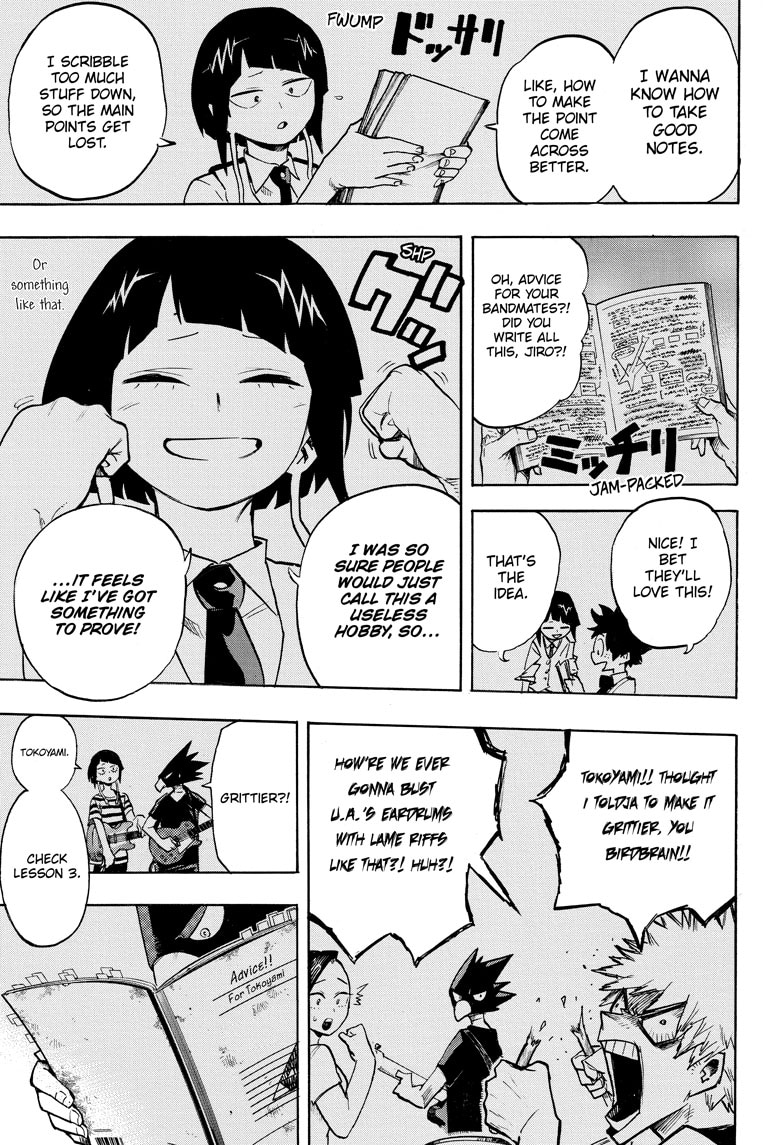 I WANNA
KNOW HOW
TO TAKE
GOOD
NOTES.
LIKE, HOW
TO MAKE
THE POINT
COME
ACROSS
BETTER.
FWUMP
ドッサリ
I SCRIBBLE
TOO MUCH
STUFF DOWN,
SO THE MAIN
POINTS GET
LOST.
OH, ADVICE
FOR YOUR
BANDMATES?!
DID YOU
WRITE ALL
THIS, JIRO?!
ミッチリ
JAM-PACKED
NICE! I
BET
THEY'LL
LOVE THIS!
THAT'S
THE
IDEA.
SHP
グッ
Or
something
like that.
I WAS SO
SURE PEOPLE
WOULD JUST
CALL THIS A
USELESS
HOBBY, SO...
...IT FEELS
LIKE I'VE GOT
SOMETHING
TO PROVE!
TOKOYAMI!! THOUGHT
I TOLDJA TO MAKE IT
GRITTIER, YOU
BIRDBRAIN!!
HOW'RE WE EVER
GONNA BUST
U.A.'S EARDRUMS
WITH LAME RIFFS
LIKE THAT?! HUH?!
GRITTIER?!
TOKOYAMI.
CHECK
LESSON 3.
Advice!!
For Tokoyami